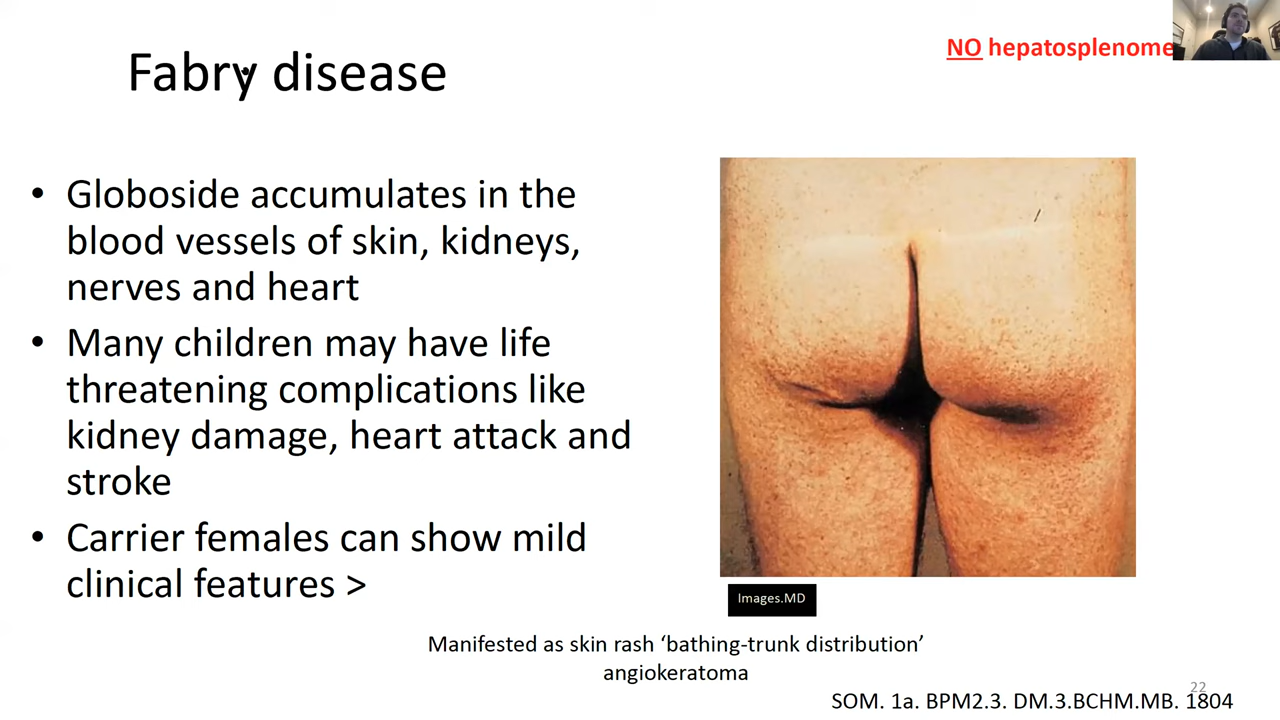 NO hepatosplenome
Fabry disease
• Globoside accumulates in the
blood vessels of skin, kidneys,
nerves and heart
• Many children may have life
threatening complications like
kidney damage, heart attack and
stroke
• Carrier females can show mild
clinical features >
Images.MD
Manifested as skin rash ‘bathing-trunk distribution’
angiokeratoma
22
SOM. 1a. BPM2.3. DM.3.BCHM.MB. 1804